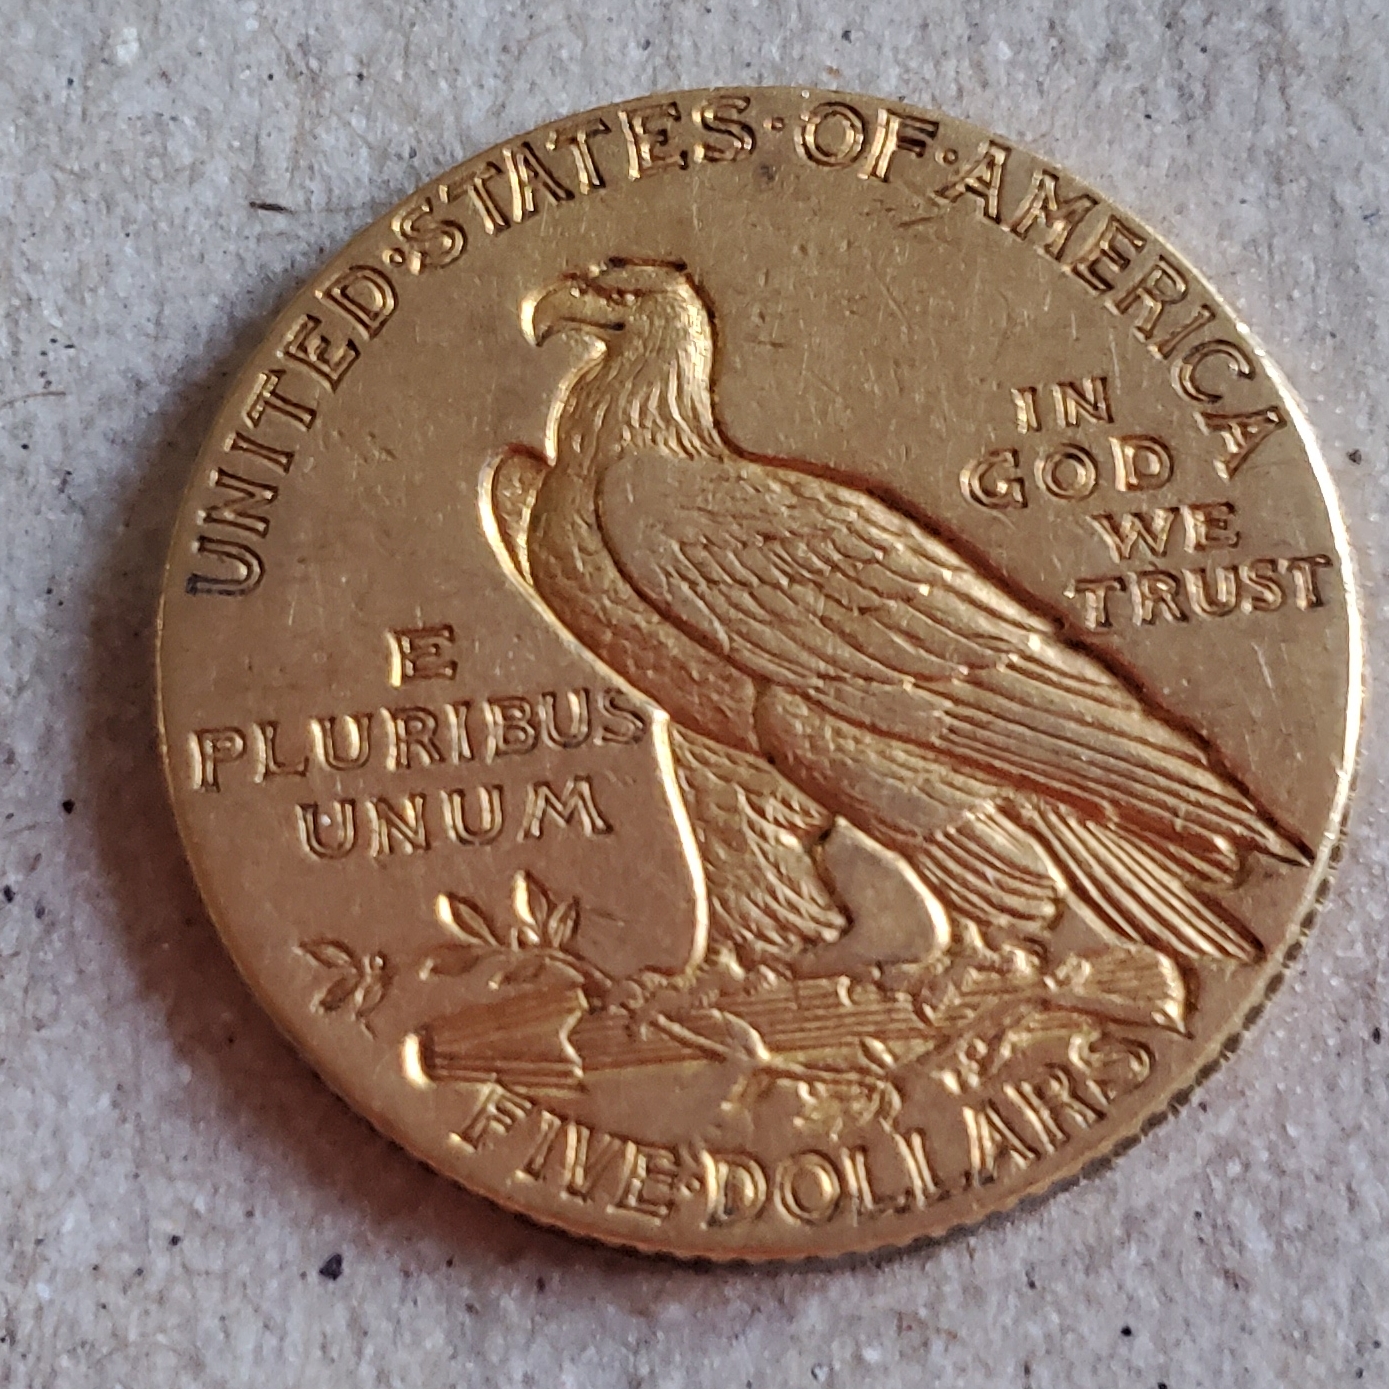 UNITED·STATES·OF·AMERICA
IN
GOD
WE
TRUST
E
PLURIBUS
UNUM
FIVE·DOLLARS